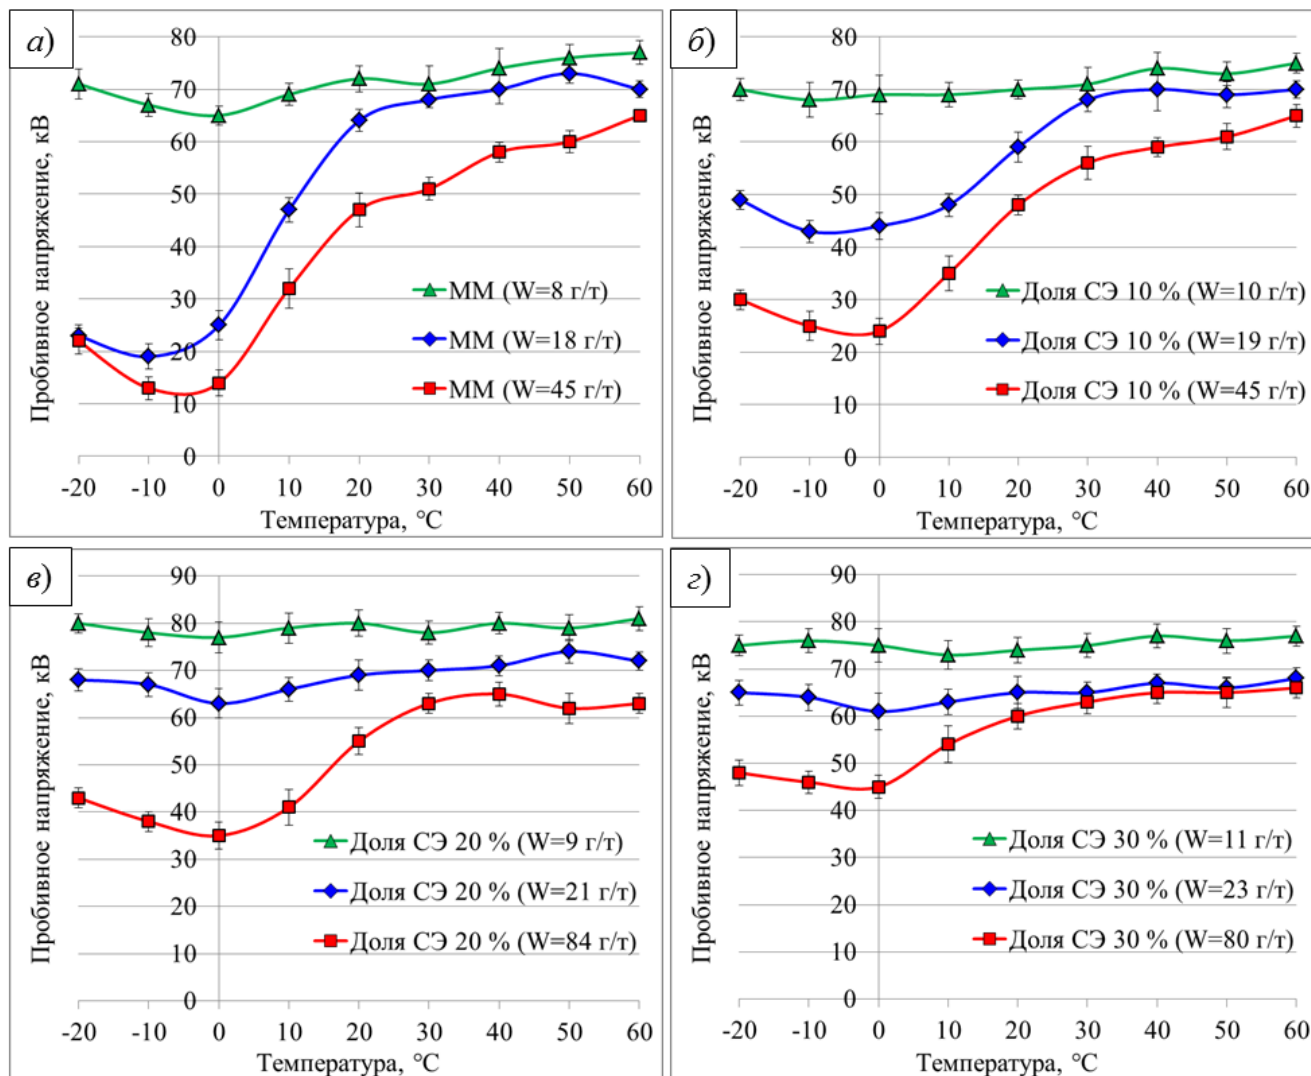 а)
Пробивное напряжение, кВ
80
70
60
50
40
30
20
10
0
-20 -10 0 10 20 30 40 50 60
Температура, °С
ММ (W=8 г/т)
ММ (W=18 г/т)
ММ (W=45 г/т)
б)
Пробивное напряжение, кВ
80
70
60
50
40
30
20
10
0
-20 -10 0 10 20 30 40 50 60
Температура, °С
Доля СЭ 10 % (W=10 г/т)
Доля СЭ 10 % (W=19 г/т)
Доля СЭ 10 % (W=45 г/т)
в)
Пробивное напряжение, кВ
90
80
70
60
50
40
30
20
10
0
-20 -10 0 10 20 30 40 50 60
Температура, °С
Доля СЭ 20 % (W=9 г/т)
Доля СЭ 20 % (W=21 г/т)
Доля СЭ 20 % (W=84 г/т)
г)
Пробивное напряжение, кВ
90
80
70
60
50
40
30
20
10
0
-20 -10 0 10 20 30 40 50 60
Температура, °С
Доля СЭ 30 % (W=11 г/т)
Доля СЭ 30 % (W=23 г/т)
Доля СЭ 30 % (W=80 г/т)